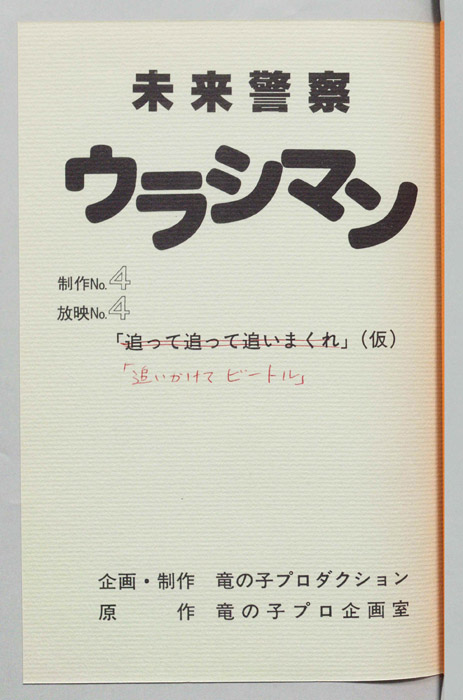 未来警察
ウラシマン
制作No.4
放映No.4
「追って追って追いまくれ」(仮)
「追いかけて ビートル」
企画・制作 竜の子プロダクション
原 作 竜の子プロ企画室